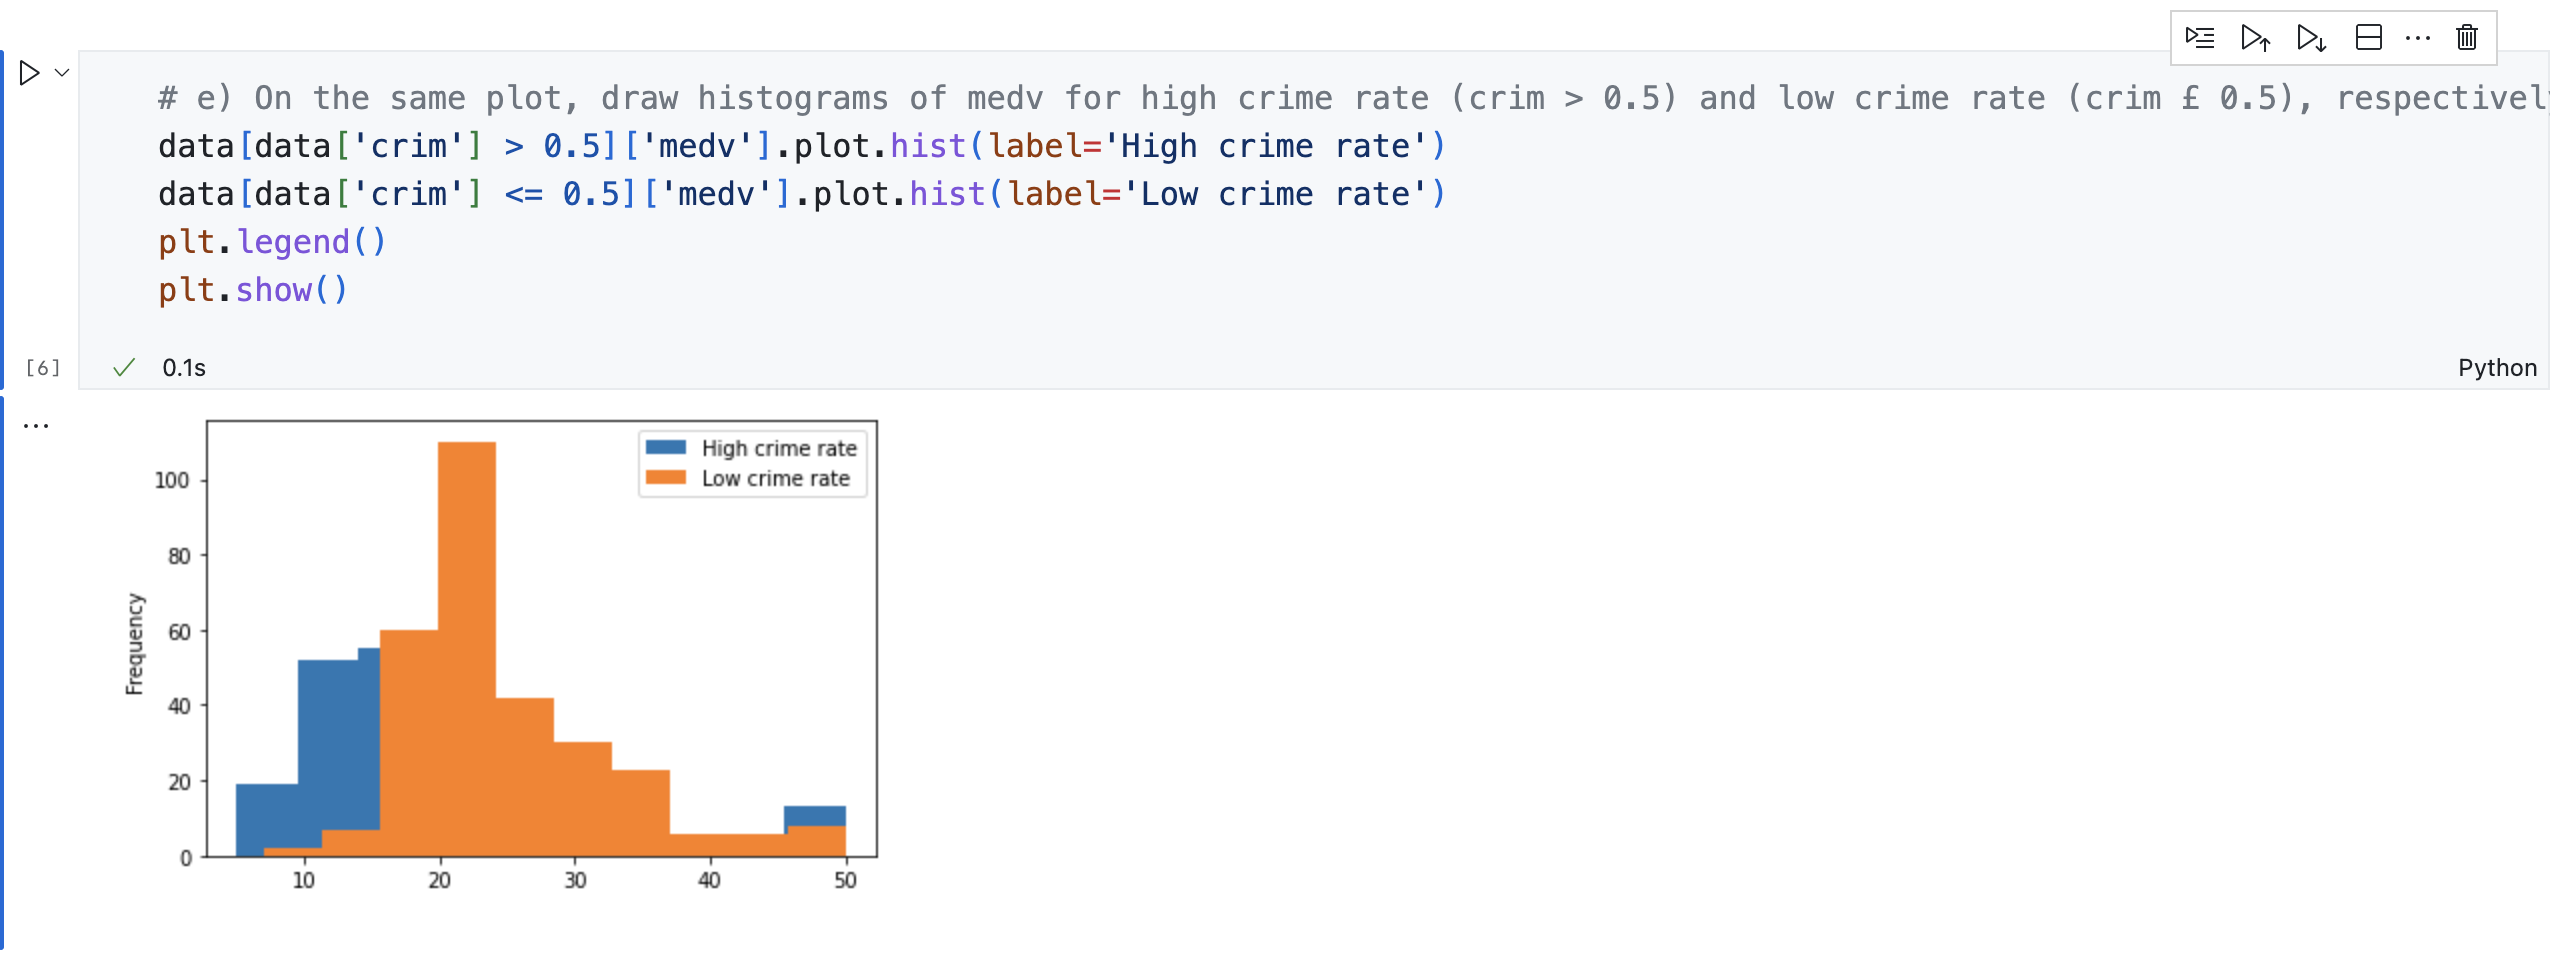 # e) On the same plot, draw histograms of medv for high crime rate (crim > 0.5) and low crime rate (crim £ 0.5), respectivel
data[data['crim'] > 0.5]['medv'].plot.hist(label='High crime rate')
data[data['crim'] <= 0.5]['medv'].plot.hist(label='Low crime rate')
plt.legend()
plt.show()
[6]
0.1s
Python
High crime rate
Low crime rate
100
80
60
40
20
0
Frequency
10 20 30 40 50